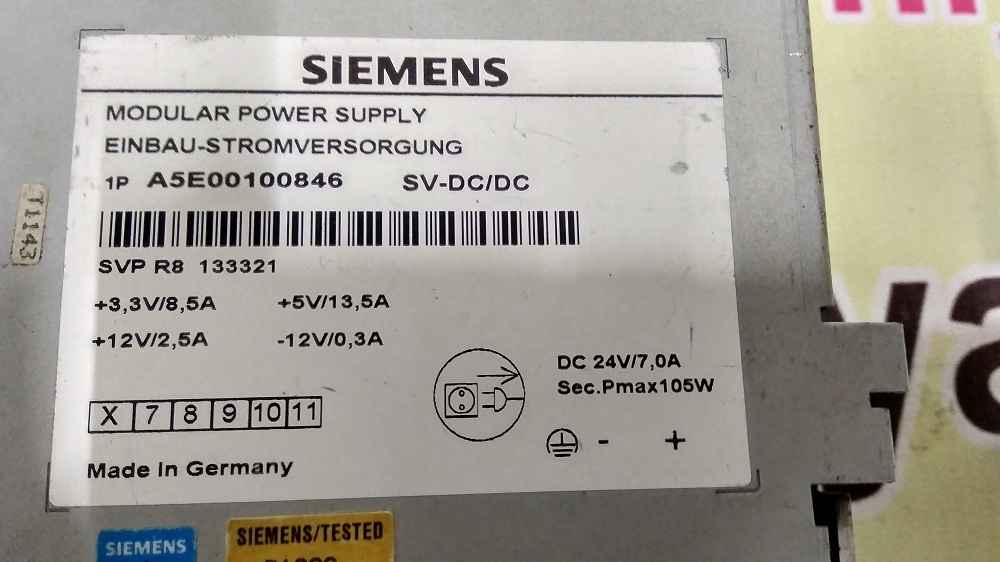 SIEMENS
MODULAR POWER SUPPLY
EINBAU-STROMVERSORGUNG
1P A5E00100846 SV-DC/DC
T1143
SVP R8 133321
+3,3V/8,5A +5V/13,5A
+12V/2,5A -12V/0,3A
DC 24V/7,0A
Sec.Pmax105W
X 7 8 9 10 11
- +
Made in Germany
SIEMENS
SIEMENS/TESTED
ya